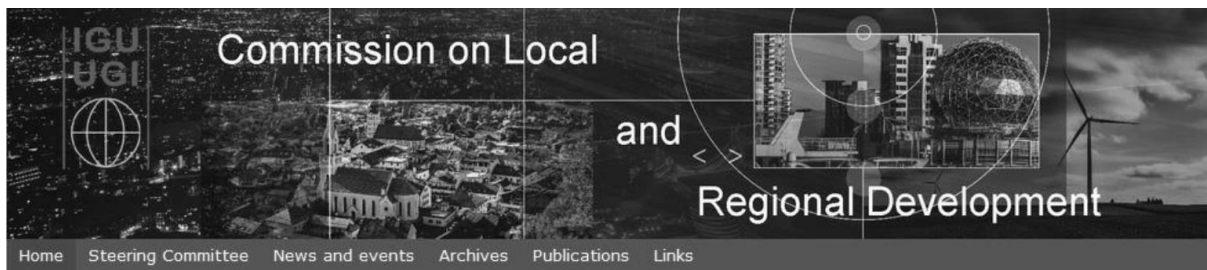 IGU
UGI
Commission on Local
and
< >
Regional Development
Home Steering Committee News and events Archives Publications Links